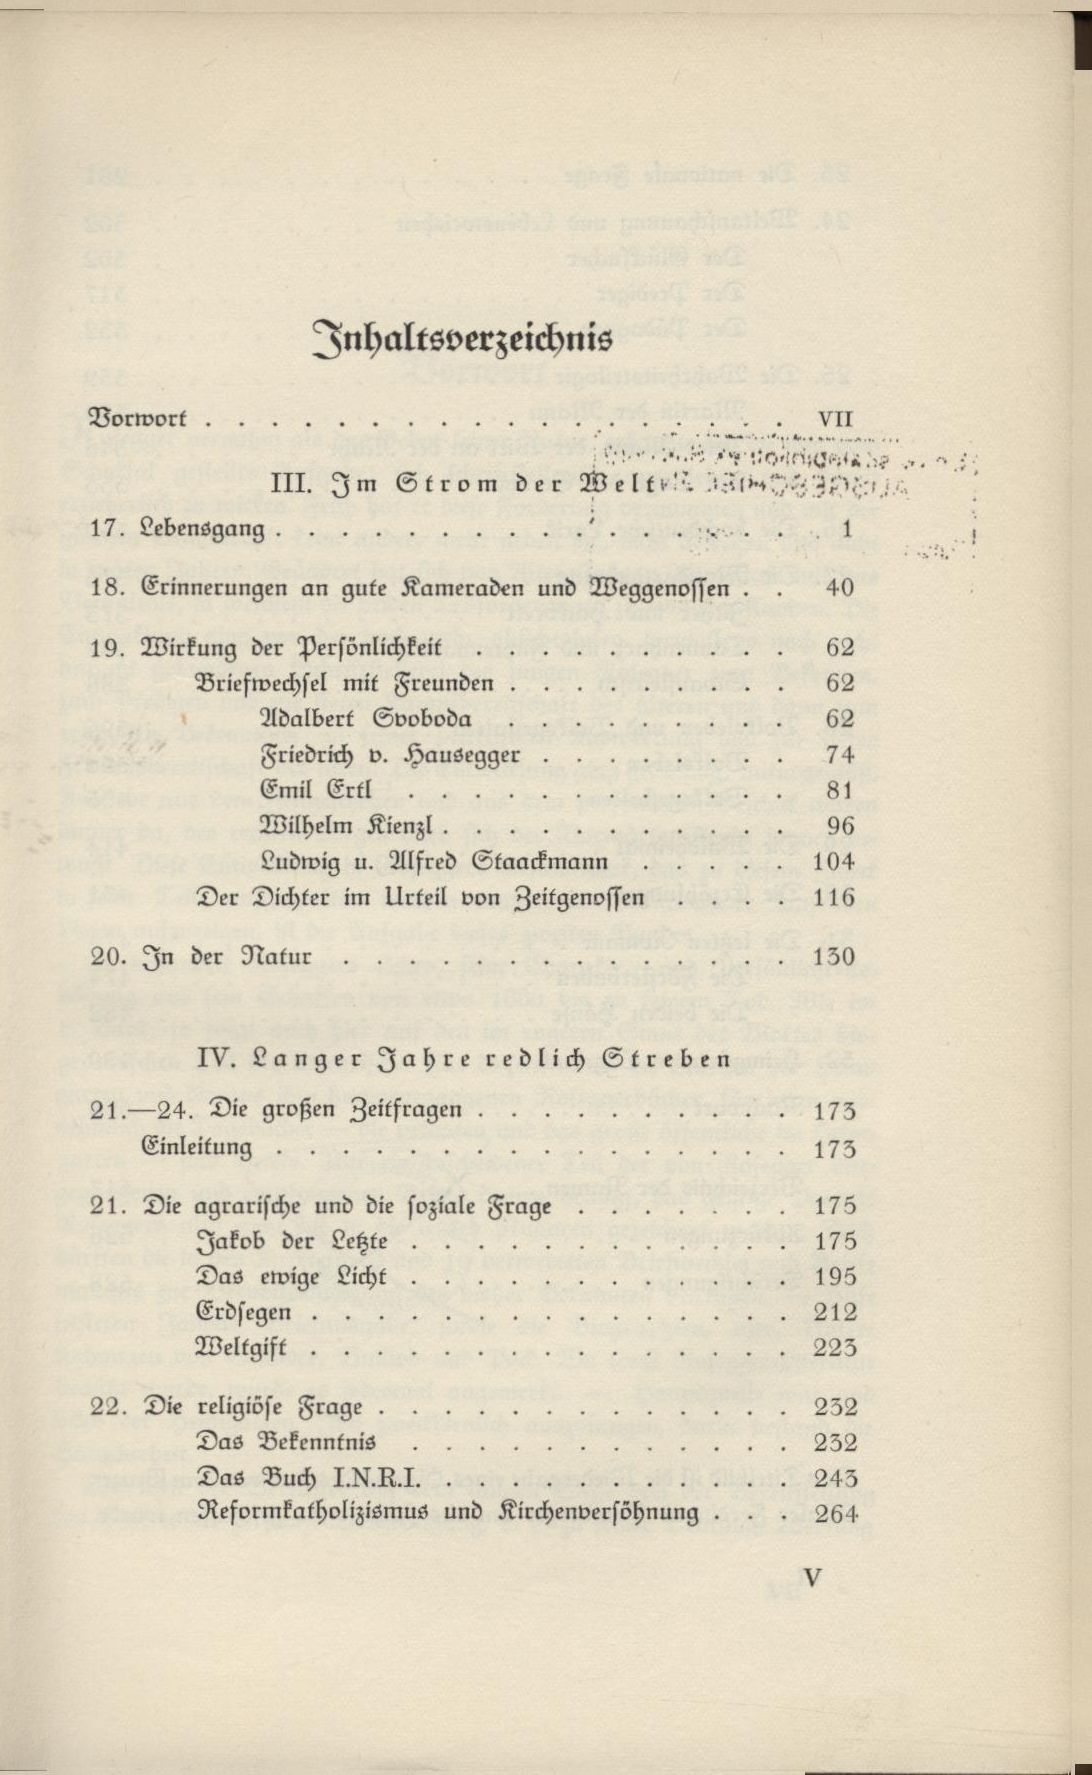 Inhaltsverzeichnis
Vorwort . . . . . . . . . . . . . . . . . . VII
III. Im Strom der Welt
17. Lebensgang . . . . . . . . . . . . . . . . 1
18. Erinnerungen an gute Kameraden und Weggenossen . . 40
19. Wirkung der Persönlichkeit . . . . . . . . . . 62
Briefwechsel mit Freunden . . . . . . . . . 62
Adalbert Svoboda . . . . . . . . . 62
Friedrich v. Hausegger . . . . . . . . 74
Emil Ertl . . . . . . . . . . . . 81
Wilhelm Kienzl . . . . . . . . . . . 96
Ludwig u. Alfred Staackmann . . . . . 104
Der Dichter im Urteil von Zeitgenossen . . . . 116
20. In der Natur . . . . . . . . . . . . . . 130
IV. Langer Jahre redlich Streben
21.—24. Die großen Zeitfragen . . . . . . . . . . 173
Einleitung . . . . . . . . . . . . . . . . 173
21. Die agrarische und die soziale Frage . . . . . . . 175
Jakob der Letzte . . . . . . . . . . . . 175
Das ewige Licht . . . . . . . . . . . . 195
Erdsegen . . . . . . . . . . . . . . . 212
Weltgift . . . . . . . . . . . . . . . 223
22. Die religiöse Frage . . . . . . . . . . . . . 232
Das Bekenntnis . . . . . . . . . . . . 232
Das Buch I.N.R.I. . . . . . . . . . . . 243
Reformkatholizismus und Kirchenversöhnung . . . 264
V